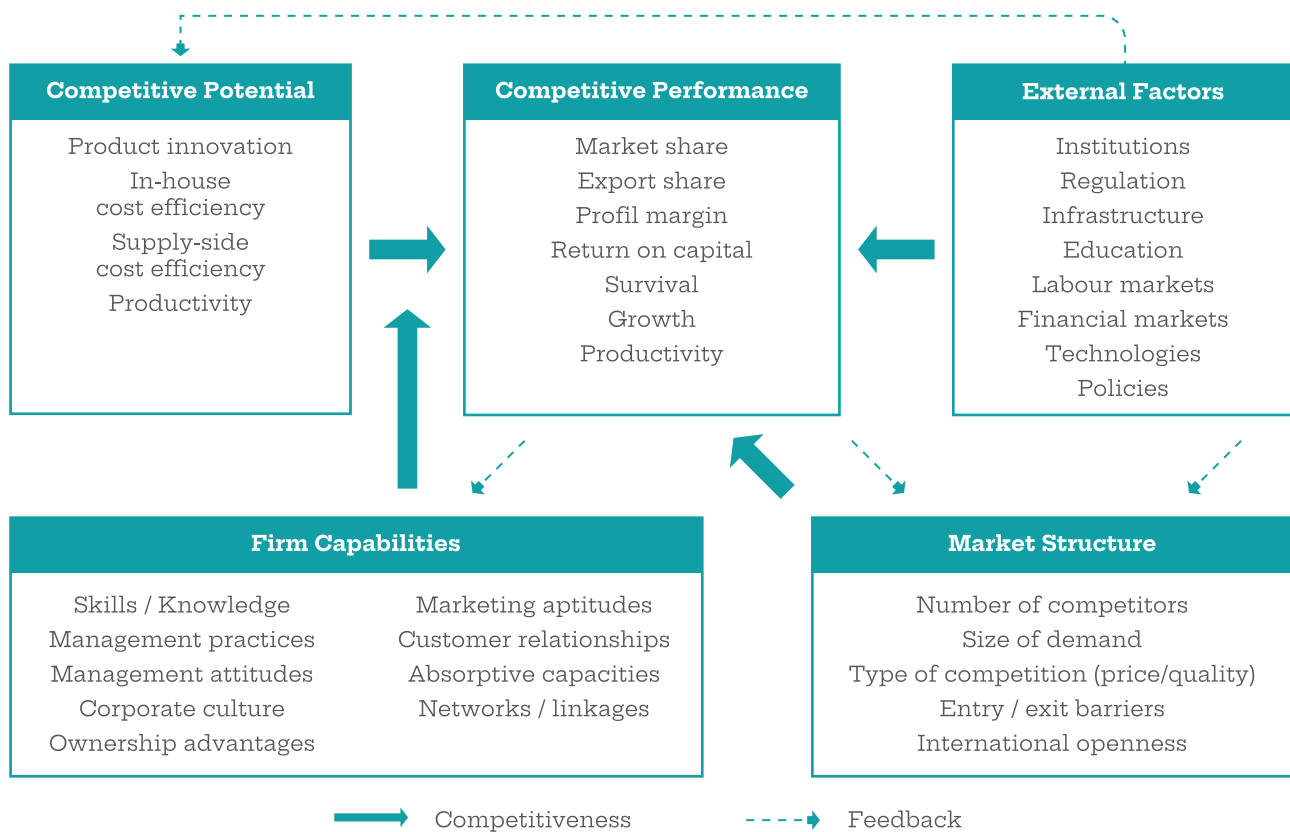 Competitive Potential
Product innovation
In-house
cost efficiency
Supply-side
cost efficiency
Productivity
Competitive Performance
Market share
Export share
Profil margin
Return on capital
Survival
Growth
Productivity
External Factors
Institutions
Regulation
Infrastructure
Education
Labour markets
Financial markets
Technologies
Policies
Firm Capabilities
Skills / Knowledge
Management practices
Management attitudes
Corporate culture
Ownership advantages
Marketing aptitudes
Customer relationships
Absorptive capacities
Networks / linkages
Market Structure
Number of competitors
Size of demand
Type of competition (price/quality)
Entry / exit barriers
International openness
Competitiveness
Feedback